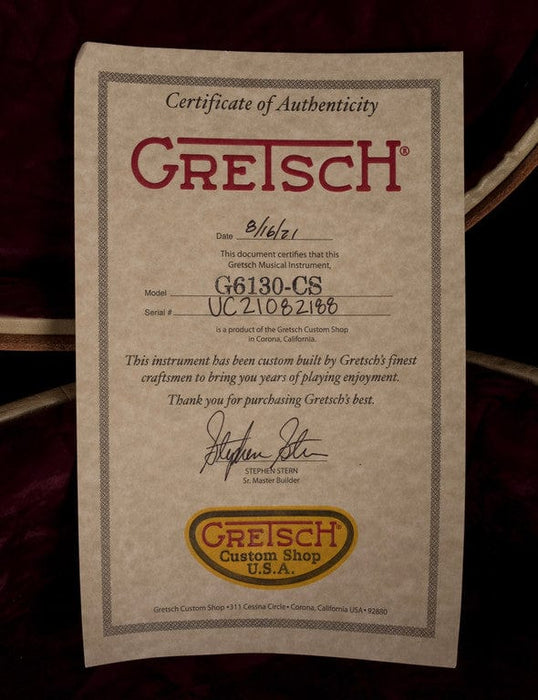 Certificate of Authenticity
GRETSCH®
Date 8/16/21
This document certifies that this
Gretsch Musical Instrument,
Model G6130-CS
Serial # UC21082188
is a product of the Gretsch Custom Shop
in Corona, California.
This instrument has been custom built by Gretsch's finest
craftsmen to bring you years of playing enjoyment.
Thank you for purchasing Gretsch's best.
Stephen Stern
STEPHEN STERN
Sr. Master Builder
GRETSCH®
Custom Shop
U.S.A.
Gretsch Custom Shop • 311 Cessna Circle • Corona, California USA • 92880